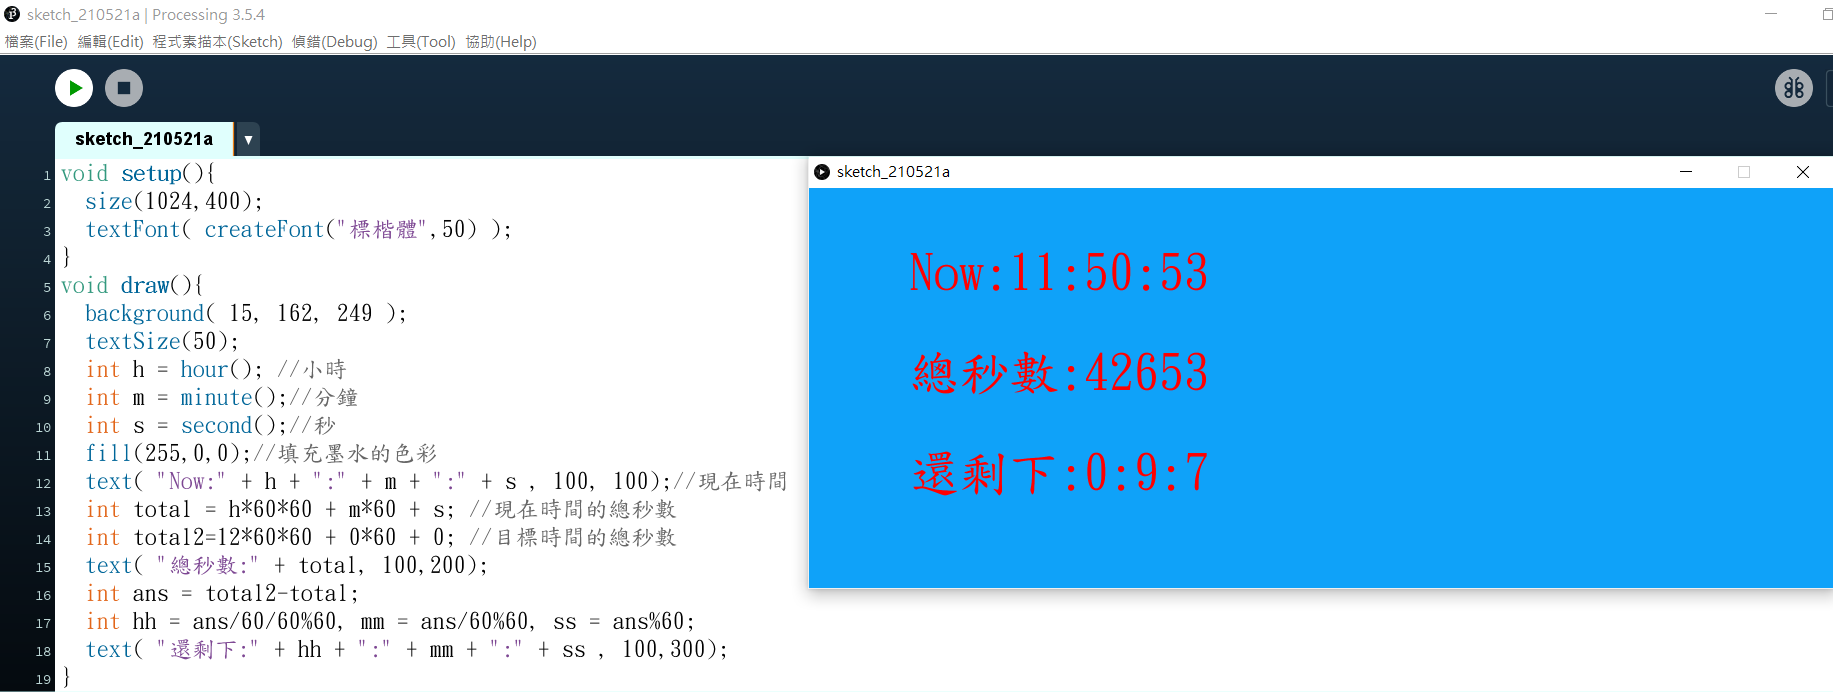 sketch_210521a | Processing 3.5.4
檔案(File) 編輯(Edit) 程式素描本(Sketch) 偵錯(Debug) 工具(Tool) 協助(Help)
sketch_210521a ▼
1 void setup(){
2   size(1024,400);
3   textFont( createFont("標楷體",50) );
4 }
5 void draw(){
6   background( 15, 162, 249 );
7   textSize(50);
8   int h = hour(); //小時
9   int m = minute();//分鐘
10   int s = second();//秒
11   fill(255,0,0);//填充墨水的色彩
12   text( "Now:" + h + ":" + m + ":" + s , 100, 100);//現在時間
13   int total = h*60*60 + m*60 + s; //現在時間的總秒數
14   int total2=12*60*60 + 0*60 + 0; //目標時間的總秒數
15   text( "總秒數:" + total, 100,200);
16   int ans = total2-total;
17   int hh = ans/60/60%60, mm = ans/60%60, ss = ans%60;
18   text( "還剩下:" + hh + ":" + mm + ":" + ss , 100,300);
19 }
sketch_210521a
Now:11:50:53
總秒數:42653
還剩下:0:9:7